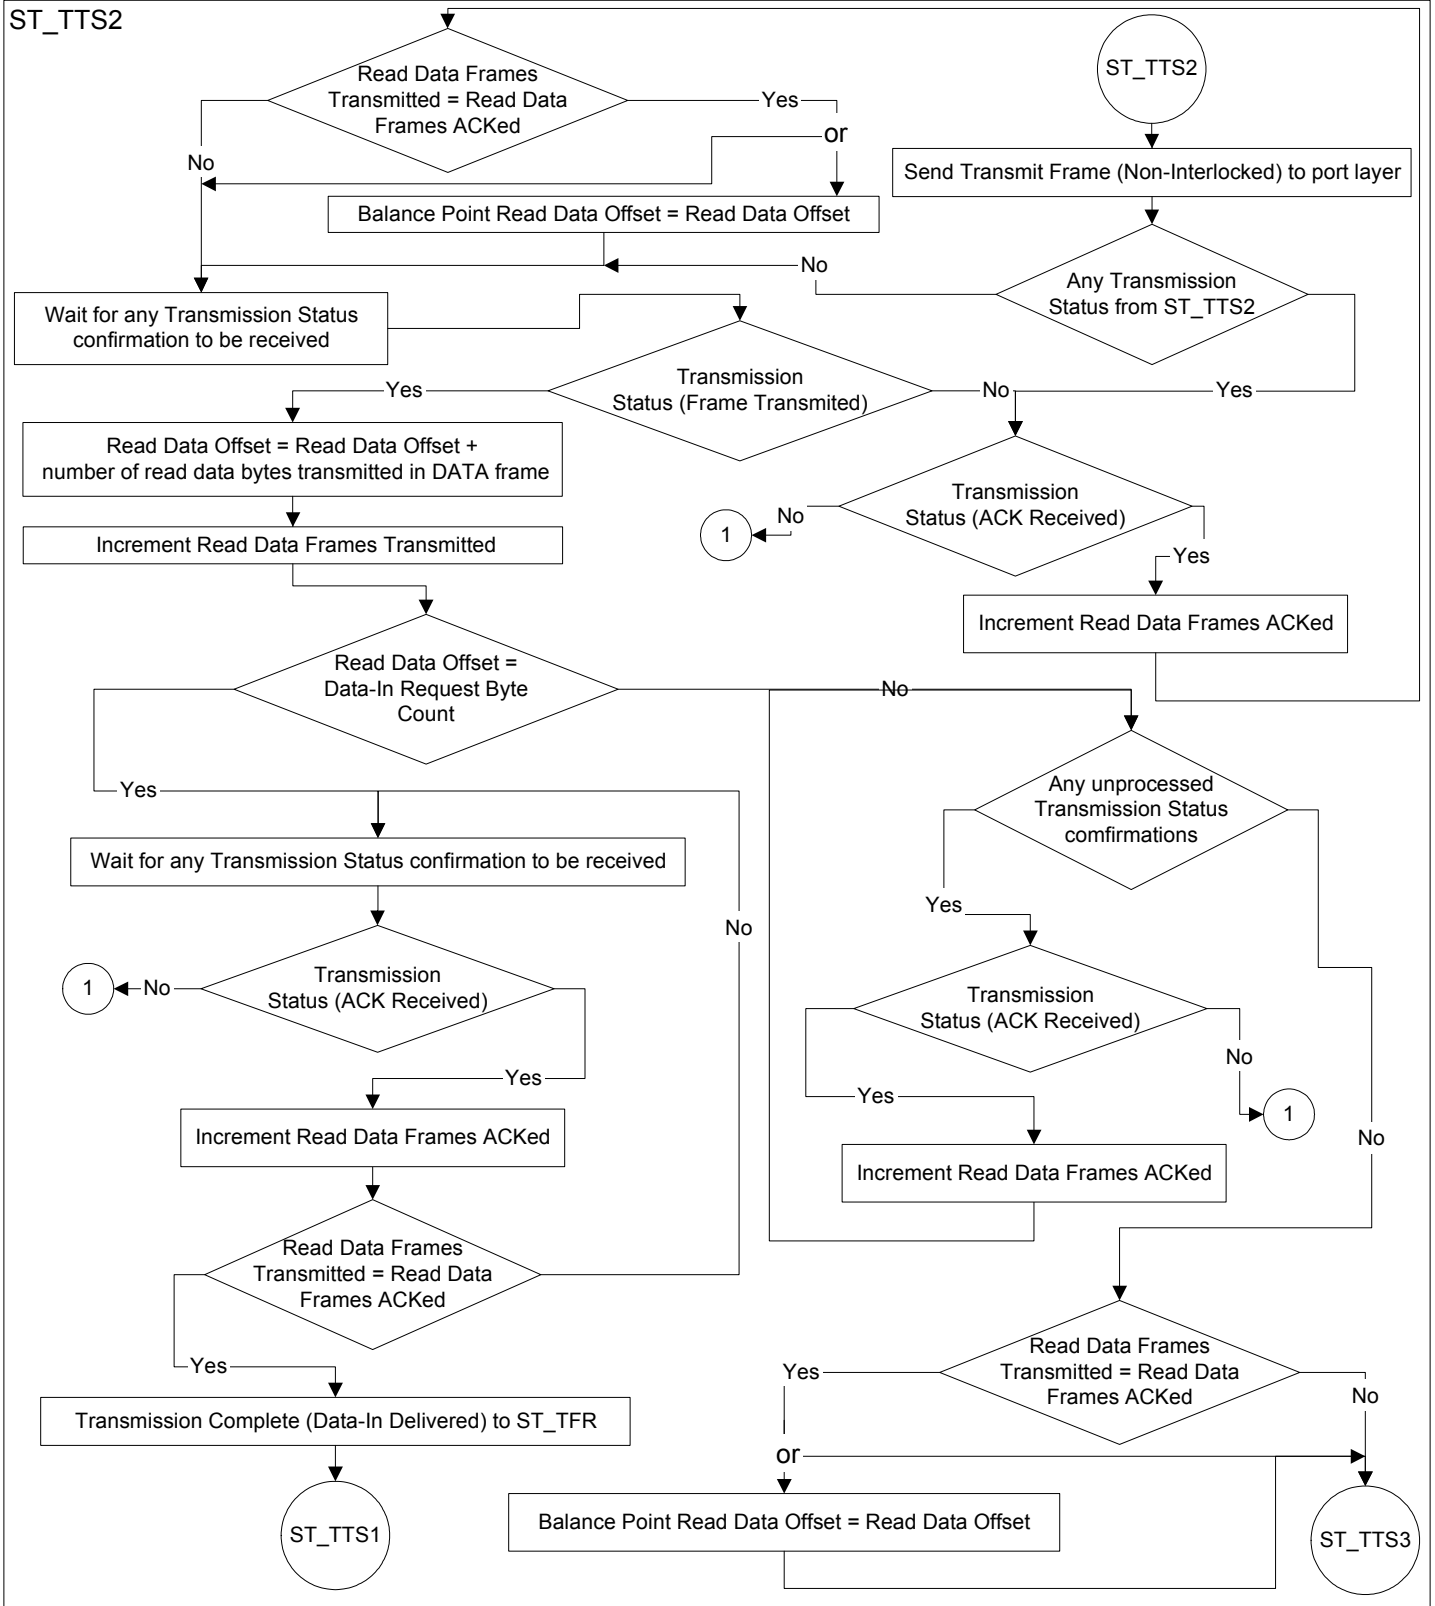 ST_TTS2
Read Data Frames
Transmitted = Read Data
Frames ACKed
Yes
or
No
ST_TTS2
Send Transmit Frame (Non-Interlocked) to port layer
Balance Point Read Data Offset = Read Data Offset
No
Any Transmission
Status from ST_TTS2
Wait for any Transmission Status
confirmation to be received
Transmission
Status (Frame Transmited)
Yes
No
Yes
Read Data Offset = Read Data Offset +
number of read data bytes transmitted in DATA frame
Transmission
Status (ACK Received)
No
1
Yes
Increment Read Data Frames Transmitted
Increment Read Data Frames ACKed
Read Data Offset =
Data-In Request Byte
Count
No
Yes
Any unprocessed
Transmission Status
comfirmations
Wait for any Transmission Status confirmation to be received
Yes
No
Transmission
Status (ACK Received)
No
1
Transmission
Status (ACK Received)
No
1
Yes
Yes
No
Increment Read Data Frames ACKed
Increment Read Data Frames ACKed
Read Data Frames
Transmitted = Read Data
Frames ACKed
Yes
Read Data Frames
Transmitted = Read Data
Frames ACKed
Yes
No
Transmission Complete (Data-In Delivered) to ST_TFR
or
Balance Point Read Data Offset = Read Data Offset
ST_TTS1
ST_TTS3